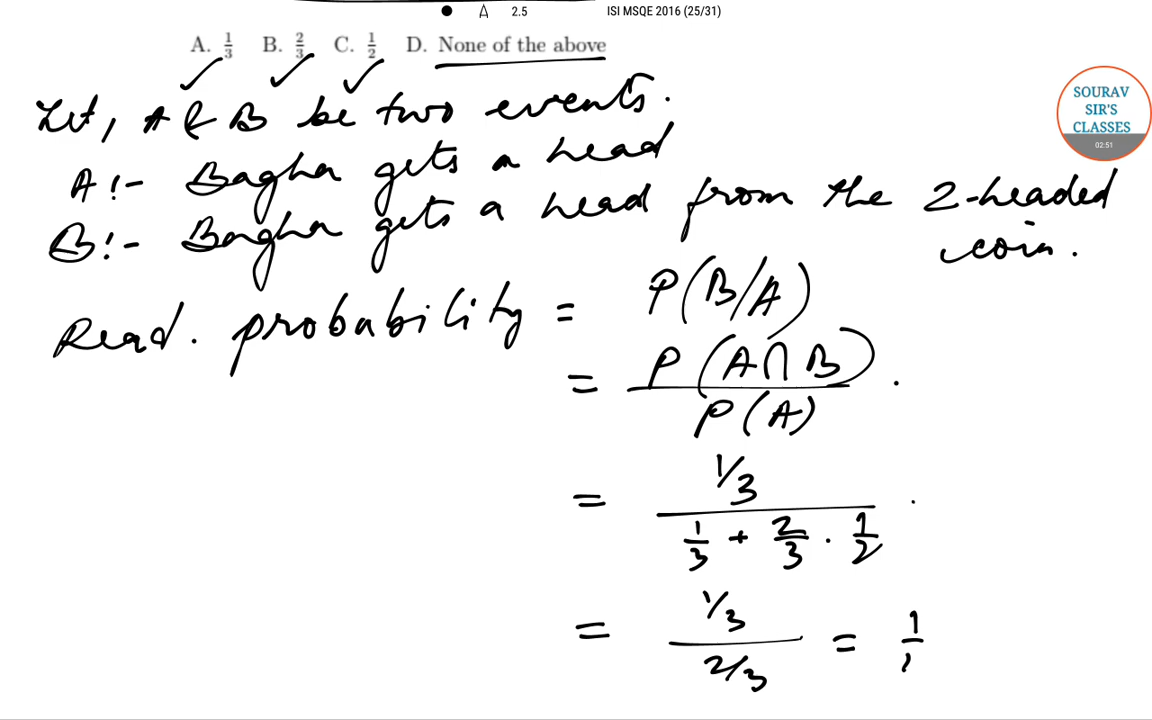 A 2.5 ISI MSQE 2016 (25/31)
A. 1/3 B. 2/3 C. 1/2 D. None of the above
SOURAV
SIR'S
CLASSES
02:51
Let, A & B be two events.
A:- Bagha gets a head
B:- Bagha gets a head from the 2-headed
coin.
Read. probability = P(B/A)
= P(A∩B) / P(A) .
= 1/3 / (1/3 + 2/3 · 1/2) .
= 1/3 / 2/3 = 1/